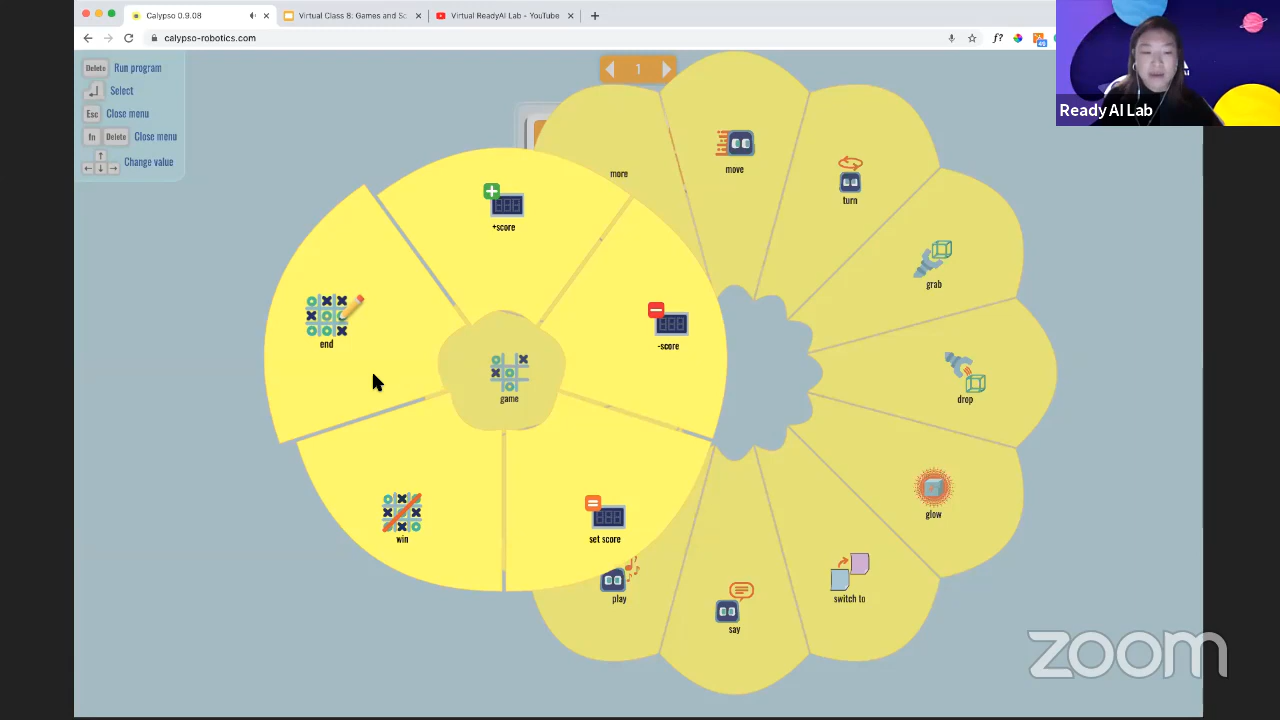 Calypso 0.9.08
Virtual Class 8: Games and Sc
Virtual ReadyAI Lab - YouTube
calypso-robotics.com
Delete Run program
Select
Esc Close menu
fn Delete Close menu
Change value
1
more
move
turn
grab
drop
glow
switch to
say
play
+score
-score
set score
win
end
game
Ready AI Lab
zoom